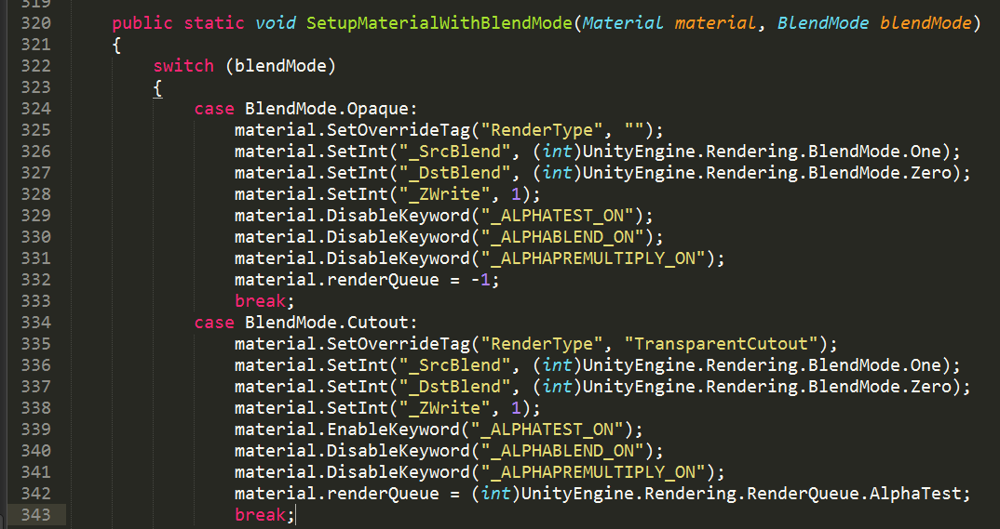 319
320 public static void SetupMaterialWithBlendMode(Material material, BlendMode blendMode)
321 {
322 switch (blendMode)
323 {
324 case BlendMode.Opaque:
325 material.SetOverrideTag("RenderType", "");
326 material.SetInt("_SrcBlend", (int)UnityEngine.Rendering.BlendMode.One);
327 material.SetInt("_DstBlend", (int)UnityEngine.Rendering.BlendMode.Zero);
328 material.SetInt("_ZWrite", 1);
329 material.DisableKeyword("_ALPHATEST_ON");
330 material.DisableKeyword("_ALPHABLEND_ON");
331 material.DisableKeyword("_ALPHAPREMULTIPLY_ON");
332 material.renderQueue = -1;
333 break;
334 case BlendMode.Cutout:
335 material.SetOverrideTag("RenderType", "TransparentCutout");
336 material.SetInt("_SrcBlend", (int)UnityEngine.Rendering.BlendMode.One);
337 material.SetInt("_DstBlend", (int)UnityEngine.Rendering.BlendMode.Zero);
338 material.SetInt("_ZWrite", 1);
339 material.EnableKeyword("_ALPHATEST_ON");
340 material.DisableKeyword("_ALPHABLEND_ON");
341 material.DisableKeyword("_ALPHAPREMULTIPLY_ON");
342 material.renderQueue = (int)UnityEngine.Rendering.RenderQueue.AlphaTest;
343 break;